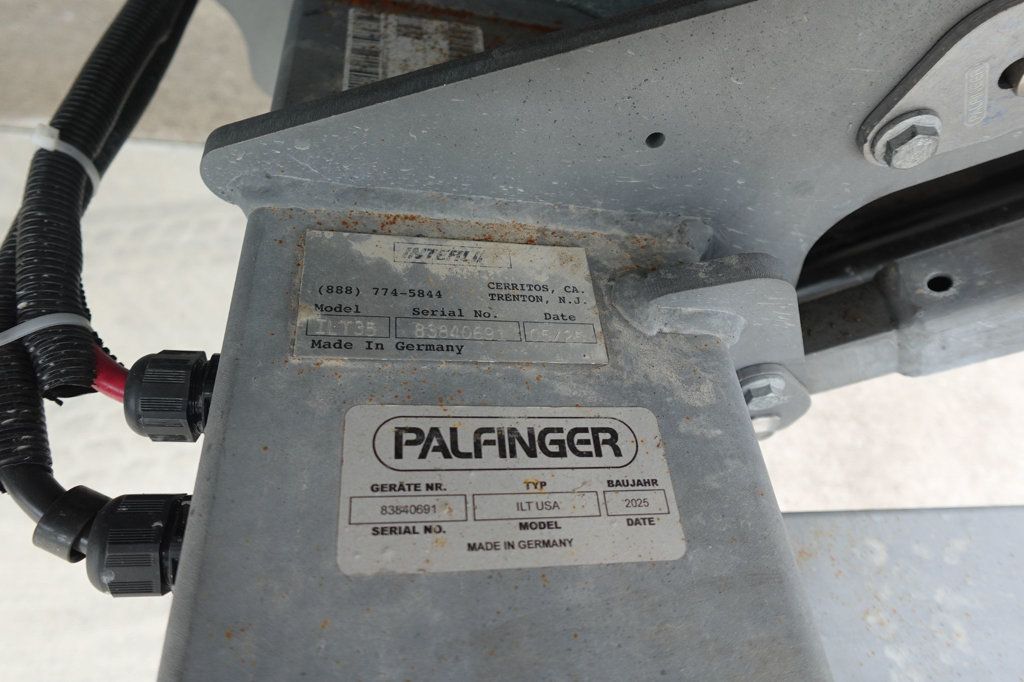 INTERLIFT
(888) 774-5844
CERRITOS, CA.
TRENTON, N.J.
Model Serial No. Date
ILT35 83840691
Made In Germany
PALFINGER
GERÄTE NR. TYP BAUJAHR
83840691 ILT USA 2025
SERIAL NO. MODEL DATE
MADE IN GERMANY